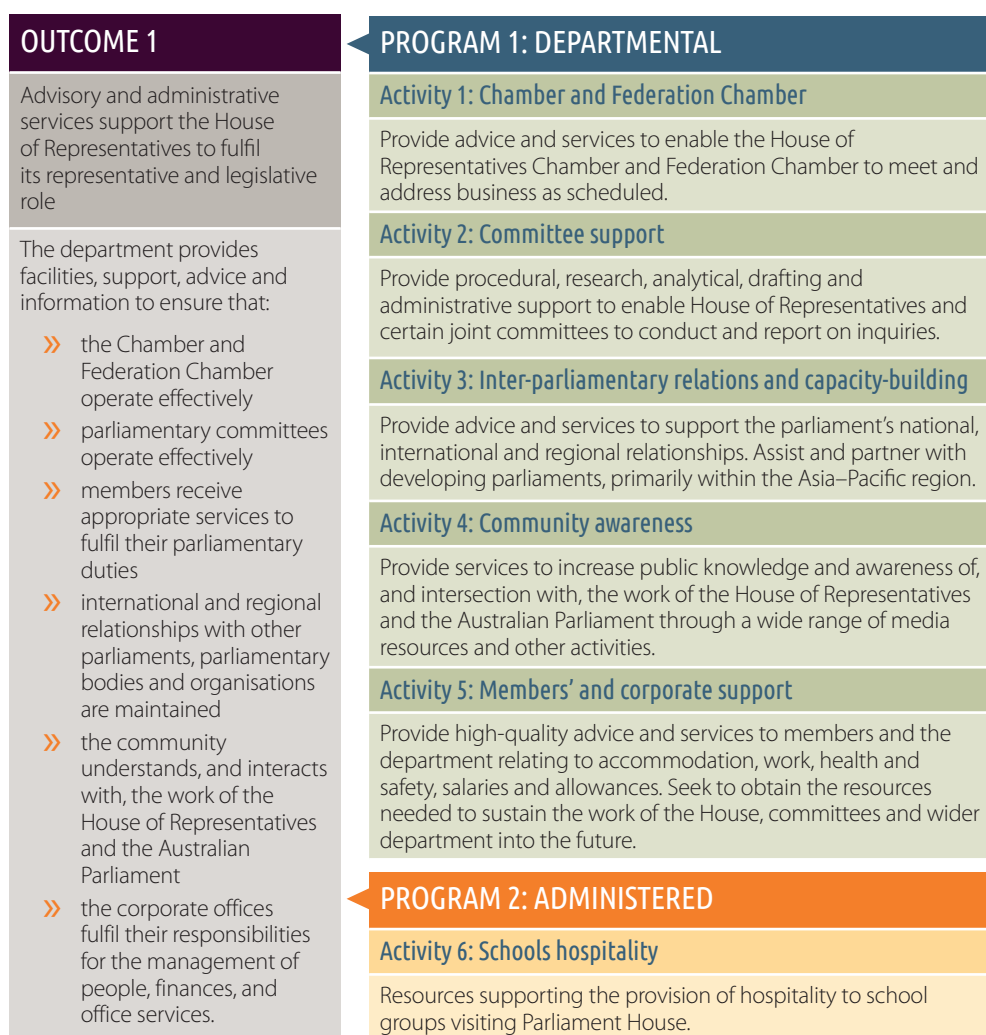 OUTCOME 1
Advisory and administrative
services support the House
of Representatives to fulfil
its representative and legislative
role
The department provides
facilities, support, advice and
information to ensure that:
» the Chamber and
Federation Chamber
operate effectively
» parliamentary committees
operate effectively
» members receive
appropriate services to
fulfil their parliamentary
duties
» international and regional
relationships with other
parliaments, parliamentary
bodies and organisations
are maintained
» the community
understands, and interacts
with, the work of the
House of Representatives
and the Australian
Parliament
» the corporate offices
fulfil their responsibilities
for the management of
people, finances, and
office services.
PROGRAM 1: DEPARTMENTAL
Activity 1: Chamber and Federation Chamber
Provide advice and services to enable the House of
Representatives Chamber and Federation Chamber to meet and
address business as scheduled.
Activity 2: Committee support
Provide procedural, research, analytical, drafting and
administrative support to enable House of Representatives and
certain joint committees to conduct and report on inquiries.
Activity 3: Inter-parliamentary relations and capacity-building
Provide advice and services to support the parliament’s national,
international and regional relationships. Assist and partner with
developing parliaments, primarily within the Asia–Pacific region.
Activity 4: Community awareness
Provide services to increase public knowledge and awareness of,
and intersection with, the work of the House of Representatives
and the Australian Parliament through a wide range of media
resources and other activities.
Activity 5: Members’ and corporate support
Provide high-quality advice and services to members and the
department relating to accommodation, work, health and
safety, salaries and allowances. Seek to obtain the resources
needed to sustain the work of the House, committees and wider
department into the future.
PROGRAM 2: ADMINISTERED
Activity 6: Schools hospitality
Resources supporting the provision of hospitality to school
groups visiting Parliament House.